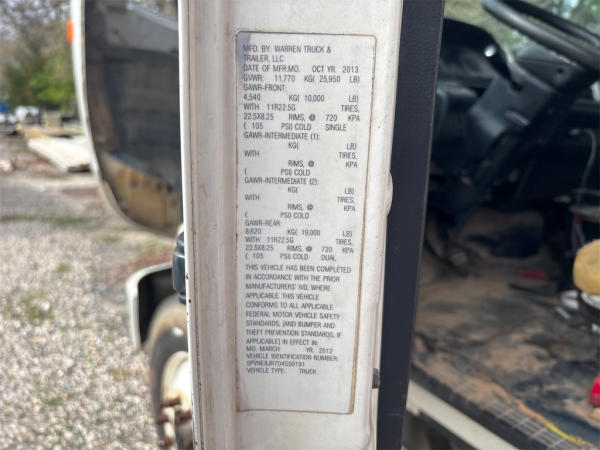 MFD. BY: WARREN TRUCK &
TRAILER, LLC
DATE OF MFR:MO. OCT YR. 2013
GVWR: 11,770 KG( 25,950 LB)
GAWR-FRONT:
4,540 KG( 10,000 LB)
WITH 11R22.5G TIRES,
22.5X8.25 RIMS, @ 720 KPA
( 105 PSI) COLD SINGLE
GAWR-INTERMEDIATE (1):
KG( LB)
WITH TIRES,
RIMS, @ KPA
( PSI) COLD
GAWR-INTERMEDIATE (2):
KG( LB)
WITH TIRES,
RIMS, @ KPA
( PSI) COLD
GAWR-REAR:
8,620 KG( 19,000 LB)
WITH 11R22.5G TIRES,
22.5X8.25 RIMS, @ 720 KPA
( 105 PSI) COLD DUAL
THIS VEHICLE HAS BEEN COMPLETED
IN ACCORDANCE WITH THE PRIOR
MANUFACTURERS' IVD, WHERE
APPLICABLE. THIS VEHICLE
CONFORMS TO ALL APPLICABLE
FEDERAL MOTOR VEHICLE SAFETY
STANDARDS, [AND BUMPER AND
THEFT PREVENTION STANDARDS, IF
APPLICABLE] IN EFFECT IN:
MO. MARCH YR. 2012
VEHICLE IDENTIFICATION NUMBER:
5PVNE8JR7D4S50191
VEHICLE TYPE: TRUCK